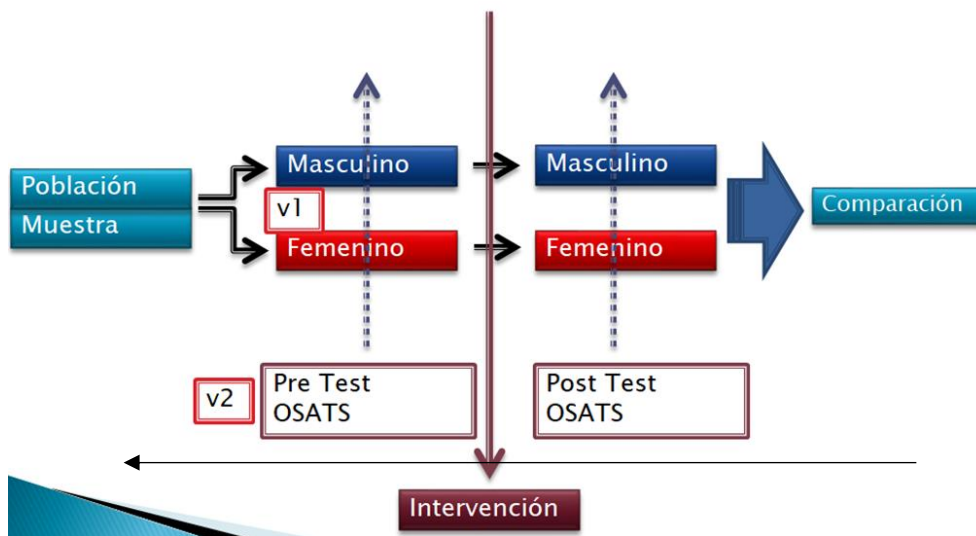 Población
Muestra
Masculino
v1
Femenino
Masculino
Femenino
Comparación
v2
Pre Test
OSATS
Post Test
OSATS
Intervención